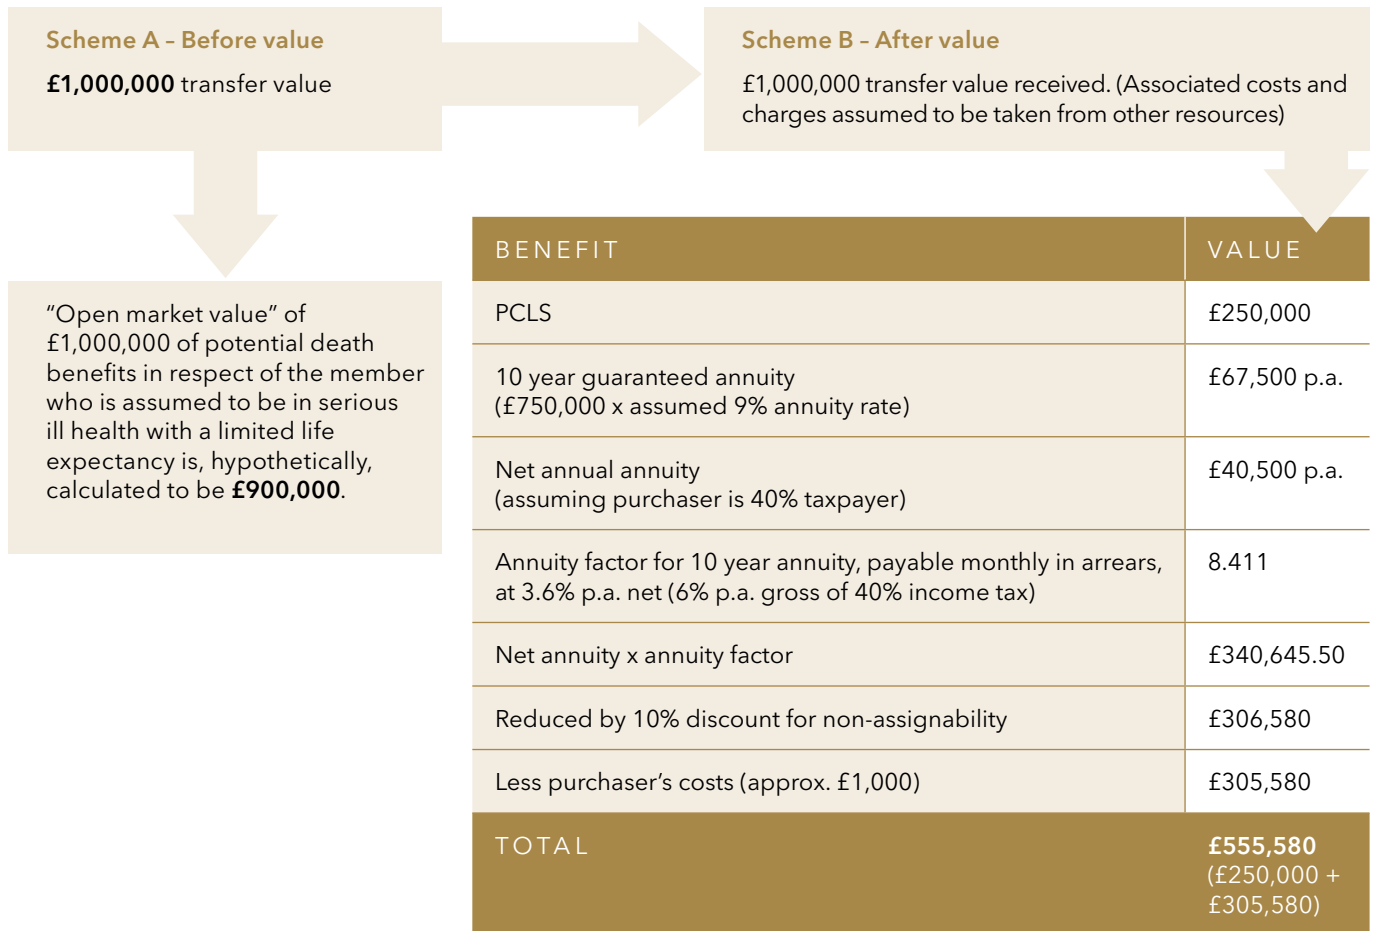 Scheme A – Before value
£1,000,000 transfer value
Scheme B – After value
£1,000,000 transfer value received. (Associated costs and
charges assumed to be taken from other resources)
“Open market value” of
£1,000,000 of potential death
benefits in respect of the member
who is assumed to be in serious
ill health with a limited life
expectancy is, hypothetically,
calculated to be £900,000.
BENEFIT VALUE
PCLS £250,000
10 year guaranteed annuity £67,500 p.a.
(£750,000 x assumed 9% annuity rate)
Net annual annuity £40,500 p.a.
(assuming purchaser is 40% taxpayer)
Annuity factor for 10 year annuity, payable monthly in arrears, 8.411
at 3.6% p.a. net (6% p.a. gross of 40% income tax)
Net annuity x annuity factor £340,645.50
Reduced by 10% discount for non-assignability £306,580
Less purchaser’s costs (approx. £1,000) £305,580
TOTAL £555,580
(£250,000 +
£305,580)